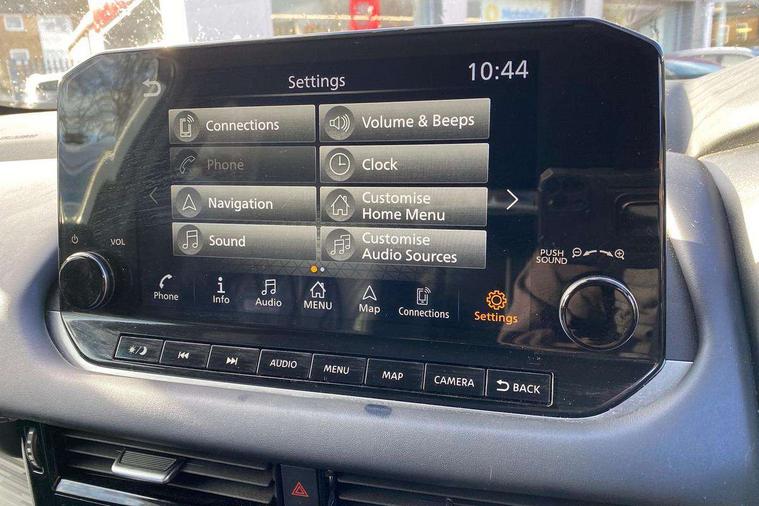 Settings
10:44
Connections
Volume & Beeps
Phone
Clock
Navigation
Customise
Home Menu
Sound
Customise
Audio Sources
VOL
PUSH
SOUND
Phone
Info
Audio
MENU
Map
Connections
Settings
AUDIO
MENU
MAP
CAMERA
BACK